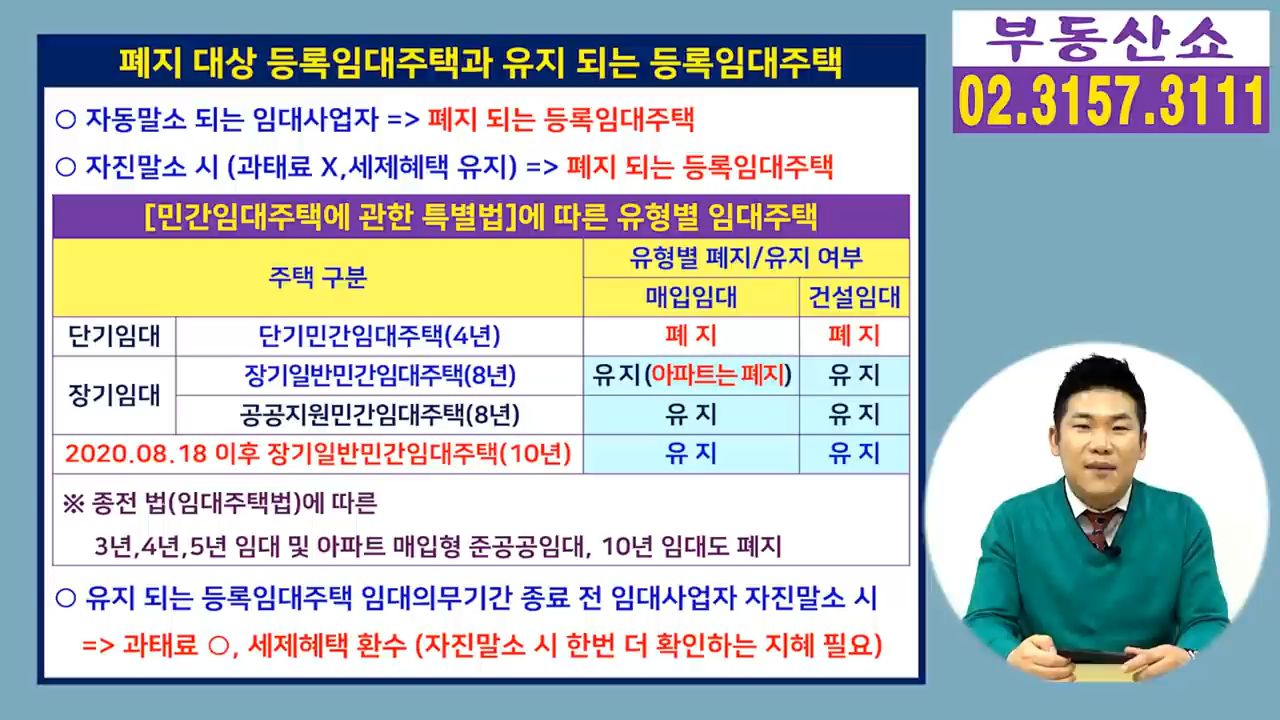 부동산쇼
02.3157.3111
폐지 대상 등록임대주택과 유지 되는 등록임대주택
○ 자동말소 되는 임대사업자 => 폐지 되는 등록임대주택
○ 자진말소 시 (과태료 X,세제혜택 유지) => 폐지 되는 등록임대주택
[민간임대주택에 관한 특별법]에 따른 유형별 임대주택
주택 구분
유형별 폐지/유지 여부
매입임대 건설임대
단기임대 단기민간임대주택(4년) 폐 지 폐 지
장기임대
장기일반민간임대주택(8년) 유 지 (아파트는 폐지) 유 지
공공지원민간임대주택(8년) 유 지 유 지
2020.08.18 이후 장기일반민간임대주택(10년) 유 지 유 지
※ 종전 법(임대주택법)에 따른
3년,4년,5년 임대 및 아파트 매입형 준공공임대, 10년 임대도 폐지
○ 유지 되는 등록임대주택 임대의무기간 종료 전 임대사업자 자진말소 시
=> 과태료 ○, 세제혜택 환수 (자진말소 시 한번 더 확인하는 지혜 필요)